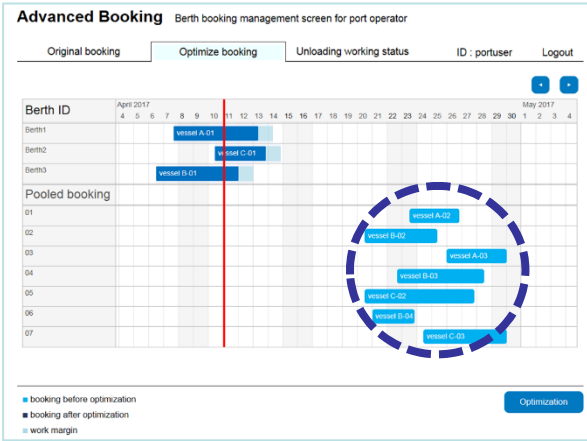 Advanced Booking Berth booking management screen for port operator
Original booking Optimize booking Unloading working status ID : portuser Logout
Berth ID April 2017 May 2017
4 5 6 7 8 9 10 11 12 13 14 15 16 17 18 19 20 21 22 23 24 25 26 27 28 29 30 1 2 3 4
Berth1 vessel A-01
Berth2 vessel C-01
Berth3 vessel B-01
Pooled booking
01 vessel A-02
02 vessel B-02
03 vessel A-03
04 vessel B-03
05 vessel C-02
06 vessel B-04
07 vessel C-03
booking before optimization
booking after optimization
work margin
Optimization